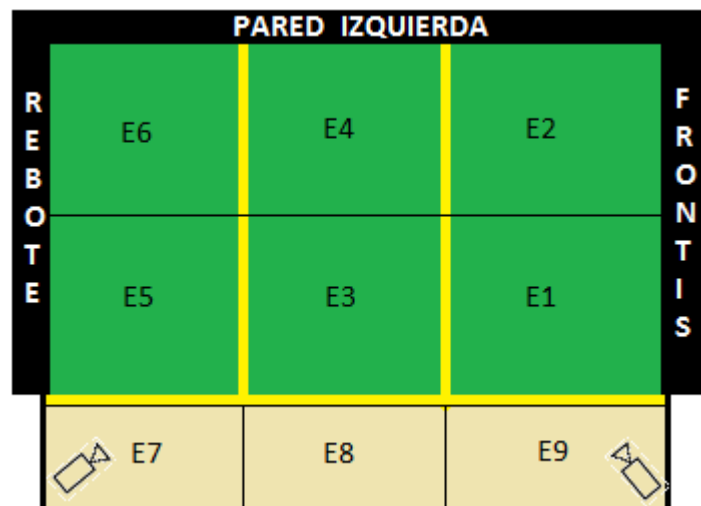 PARED IZQUIERDA
REBOTE
FRONTIS
E6 E4 E2
E5 E3 E1
E7 E8 E9